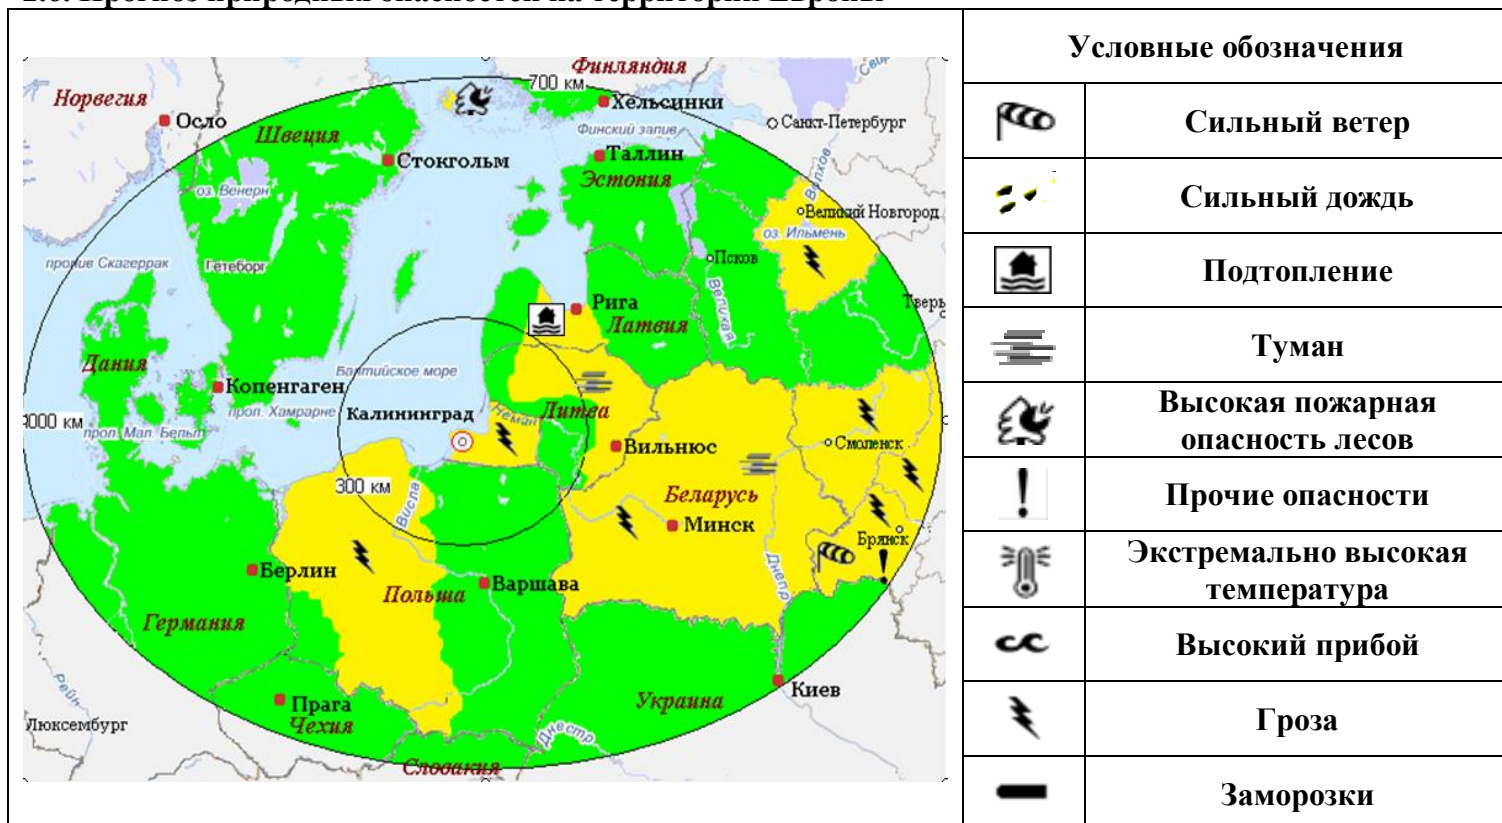 Условные обозначения
Сильный ветер
Сильный дождь
Подтопление
Туман
Высокая пожарная
опасность лесов
Прочие опасности
Экстремально высокая
температура
Высокий прибой
Гроза
Заморозки
Финляндия
700 км
Норвегия
Хельсинки
Осло
Санкт-Петербург
Швеция
Финский залив
Волхов
Стокгольм
Таллин
Эстония
оз. Венерн
Великий Новгород
оз. Ильмень
Псков
пролив Скагеррак
Гетеборг
Великая
Рига
Тверь
Латвия
Дания
Балтийское море
Копенгаген
прол. Хамрарне
Калининград
Неман
Литва
прол. Мал. Бельт
Смоленск
Вильнюс
300 км
Висла
Беларусь
Минск
Брянск
Днепр
Берлин
Варшава
Польша
Германия
Рейн
Украина
Киев
Прага
Чехия
Люксембург
Днестр
Словакия